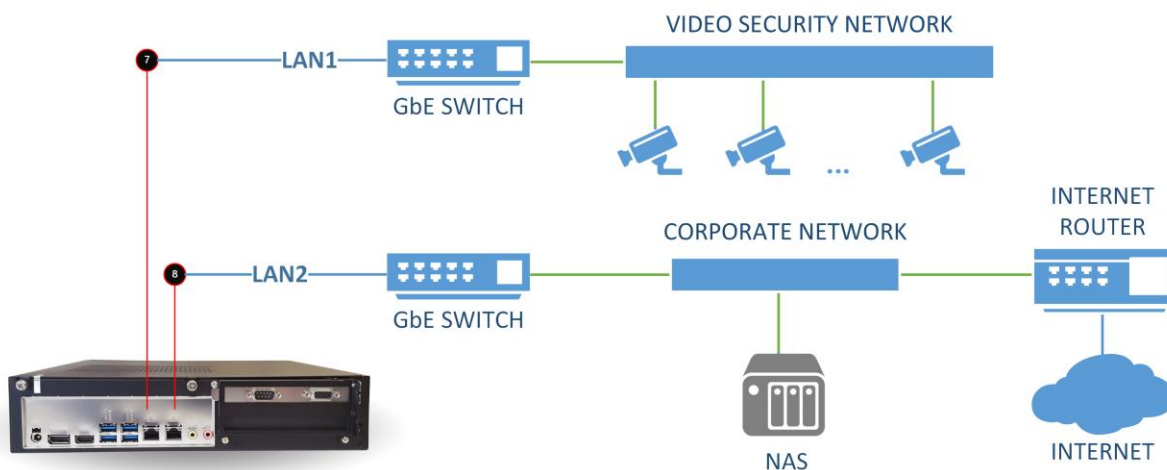 VIDEO SECURITY NETWORK
7
LAN1
GbE SWITCH
...
INTERNET
ROUTER
CORPORATE NETWORK
8
LAN2
GbE SWITCH
NAS
INTERNET